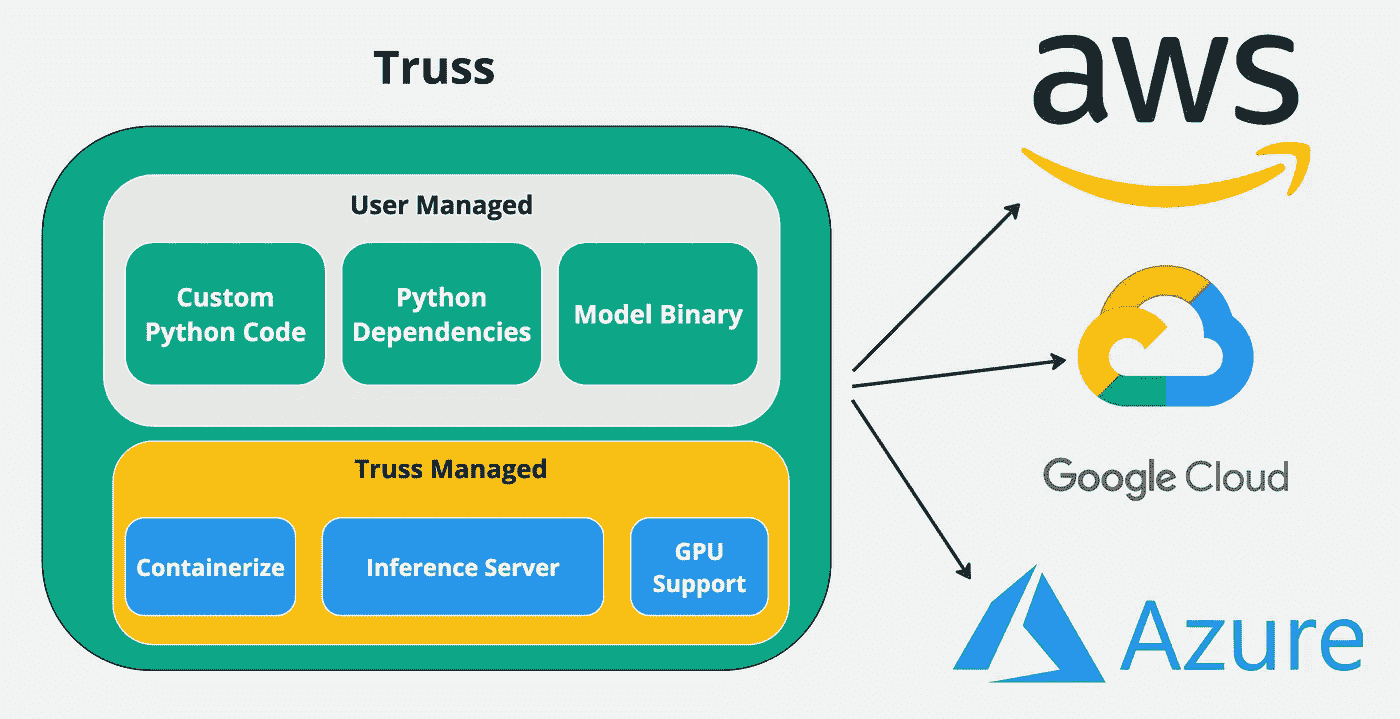 Truss
User Managed
Custom
Python Code
Python
Dependencies
Model Binary
Truss Managed
Containerize
Inference Server
GPU
Support
aws
Google Cloud
Azure